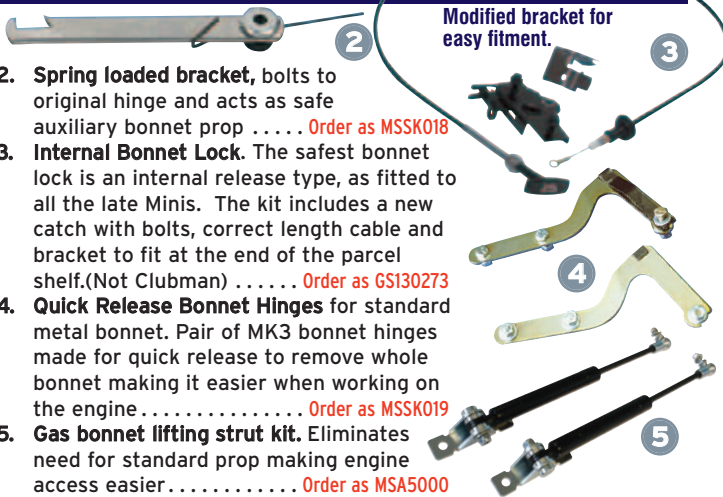 Modified bracket for
easy fitment.
2
3
2. Spring loaded bracket, bolts to
original hinge and acts as safe
auxiliary bonnet prop ..... Order as MSSK018
3. Internal Bonnet Lock. The safest bonnet
lock is an internal release type, as fitted to
all the late Minis. The kit includes a new
catch with bolts, correct length cable and
bracket to fit at the end of the parcel
shelf.(Not Clubman) ...... Order as GS130273
4
4. Quick Release Bonnet Hinges for standard
metal bonnet. Pair of MK3 bonnet hinges
made for quick release to remove whole
bonnet making it easier when working on
the engine............... Order as MSSK019
5. Gas bonnet lifting strut kit. Eliminates
need for standard prop making engine
access easier............ Order as MSA5000
5